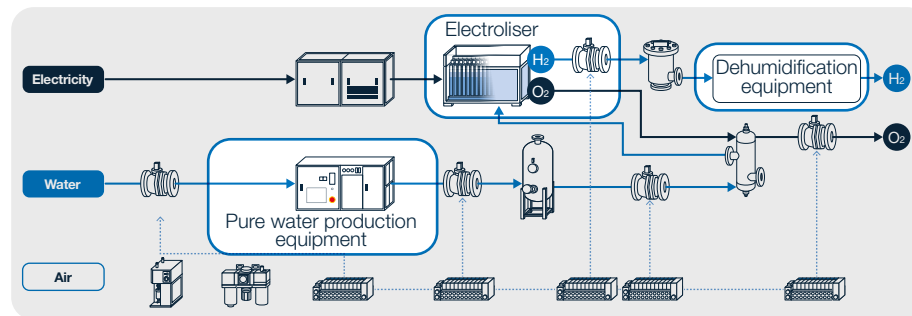 Electroliser
Electricity
H₂
O₂
Dehumidification
equipment
H₂
O₂
Water
Pure water production
equipment
Air